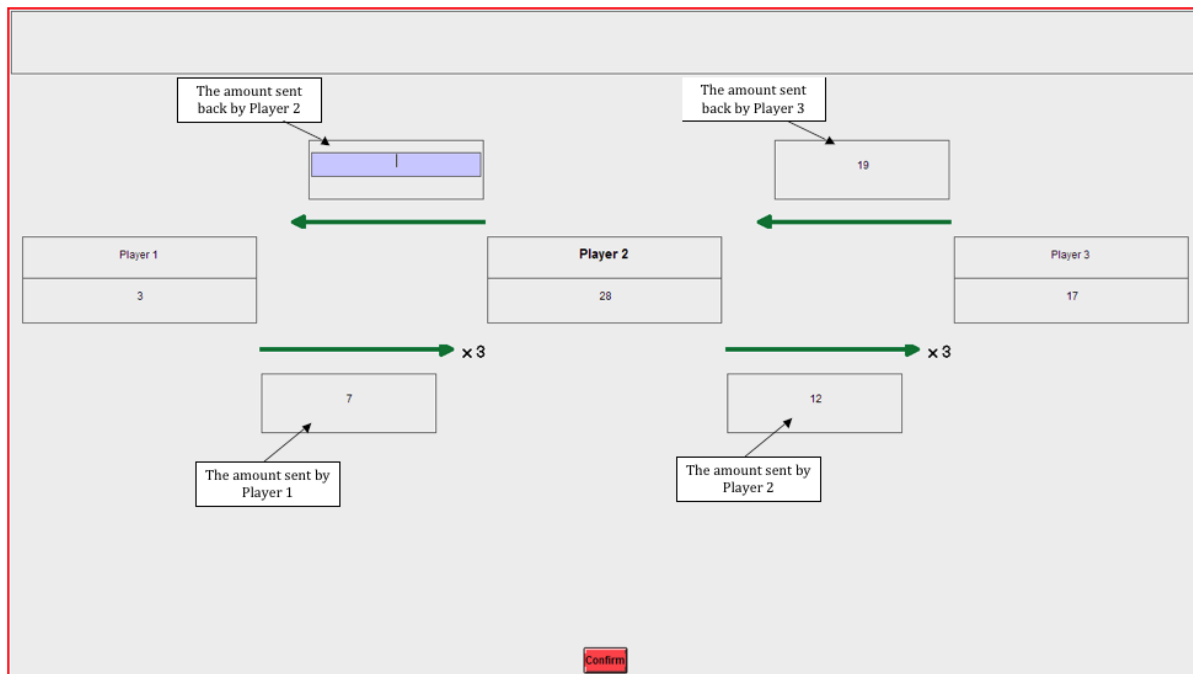 The amount sent
back by Player 2
The amount sent
back by Player 3
19
Player 1
3
Player 2
28
Player 3
17
x 3
x 3
7
12
The amount sent by
Player 1
The amount sent by
Player 2
Confirm